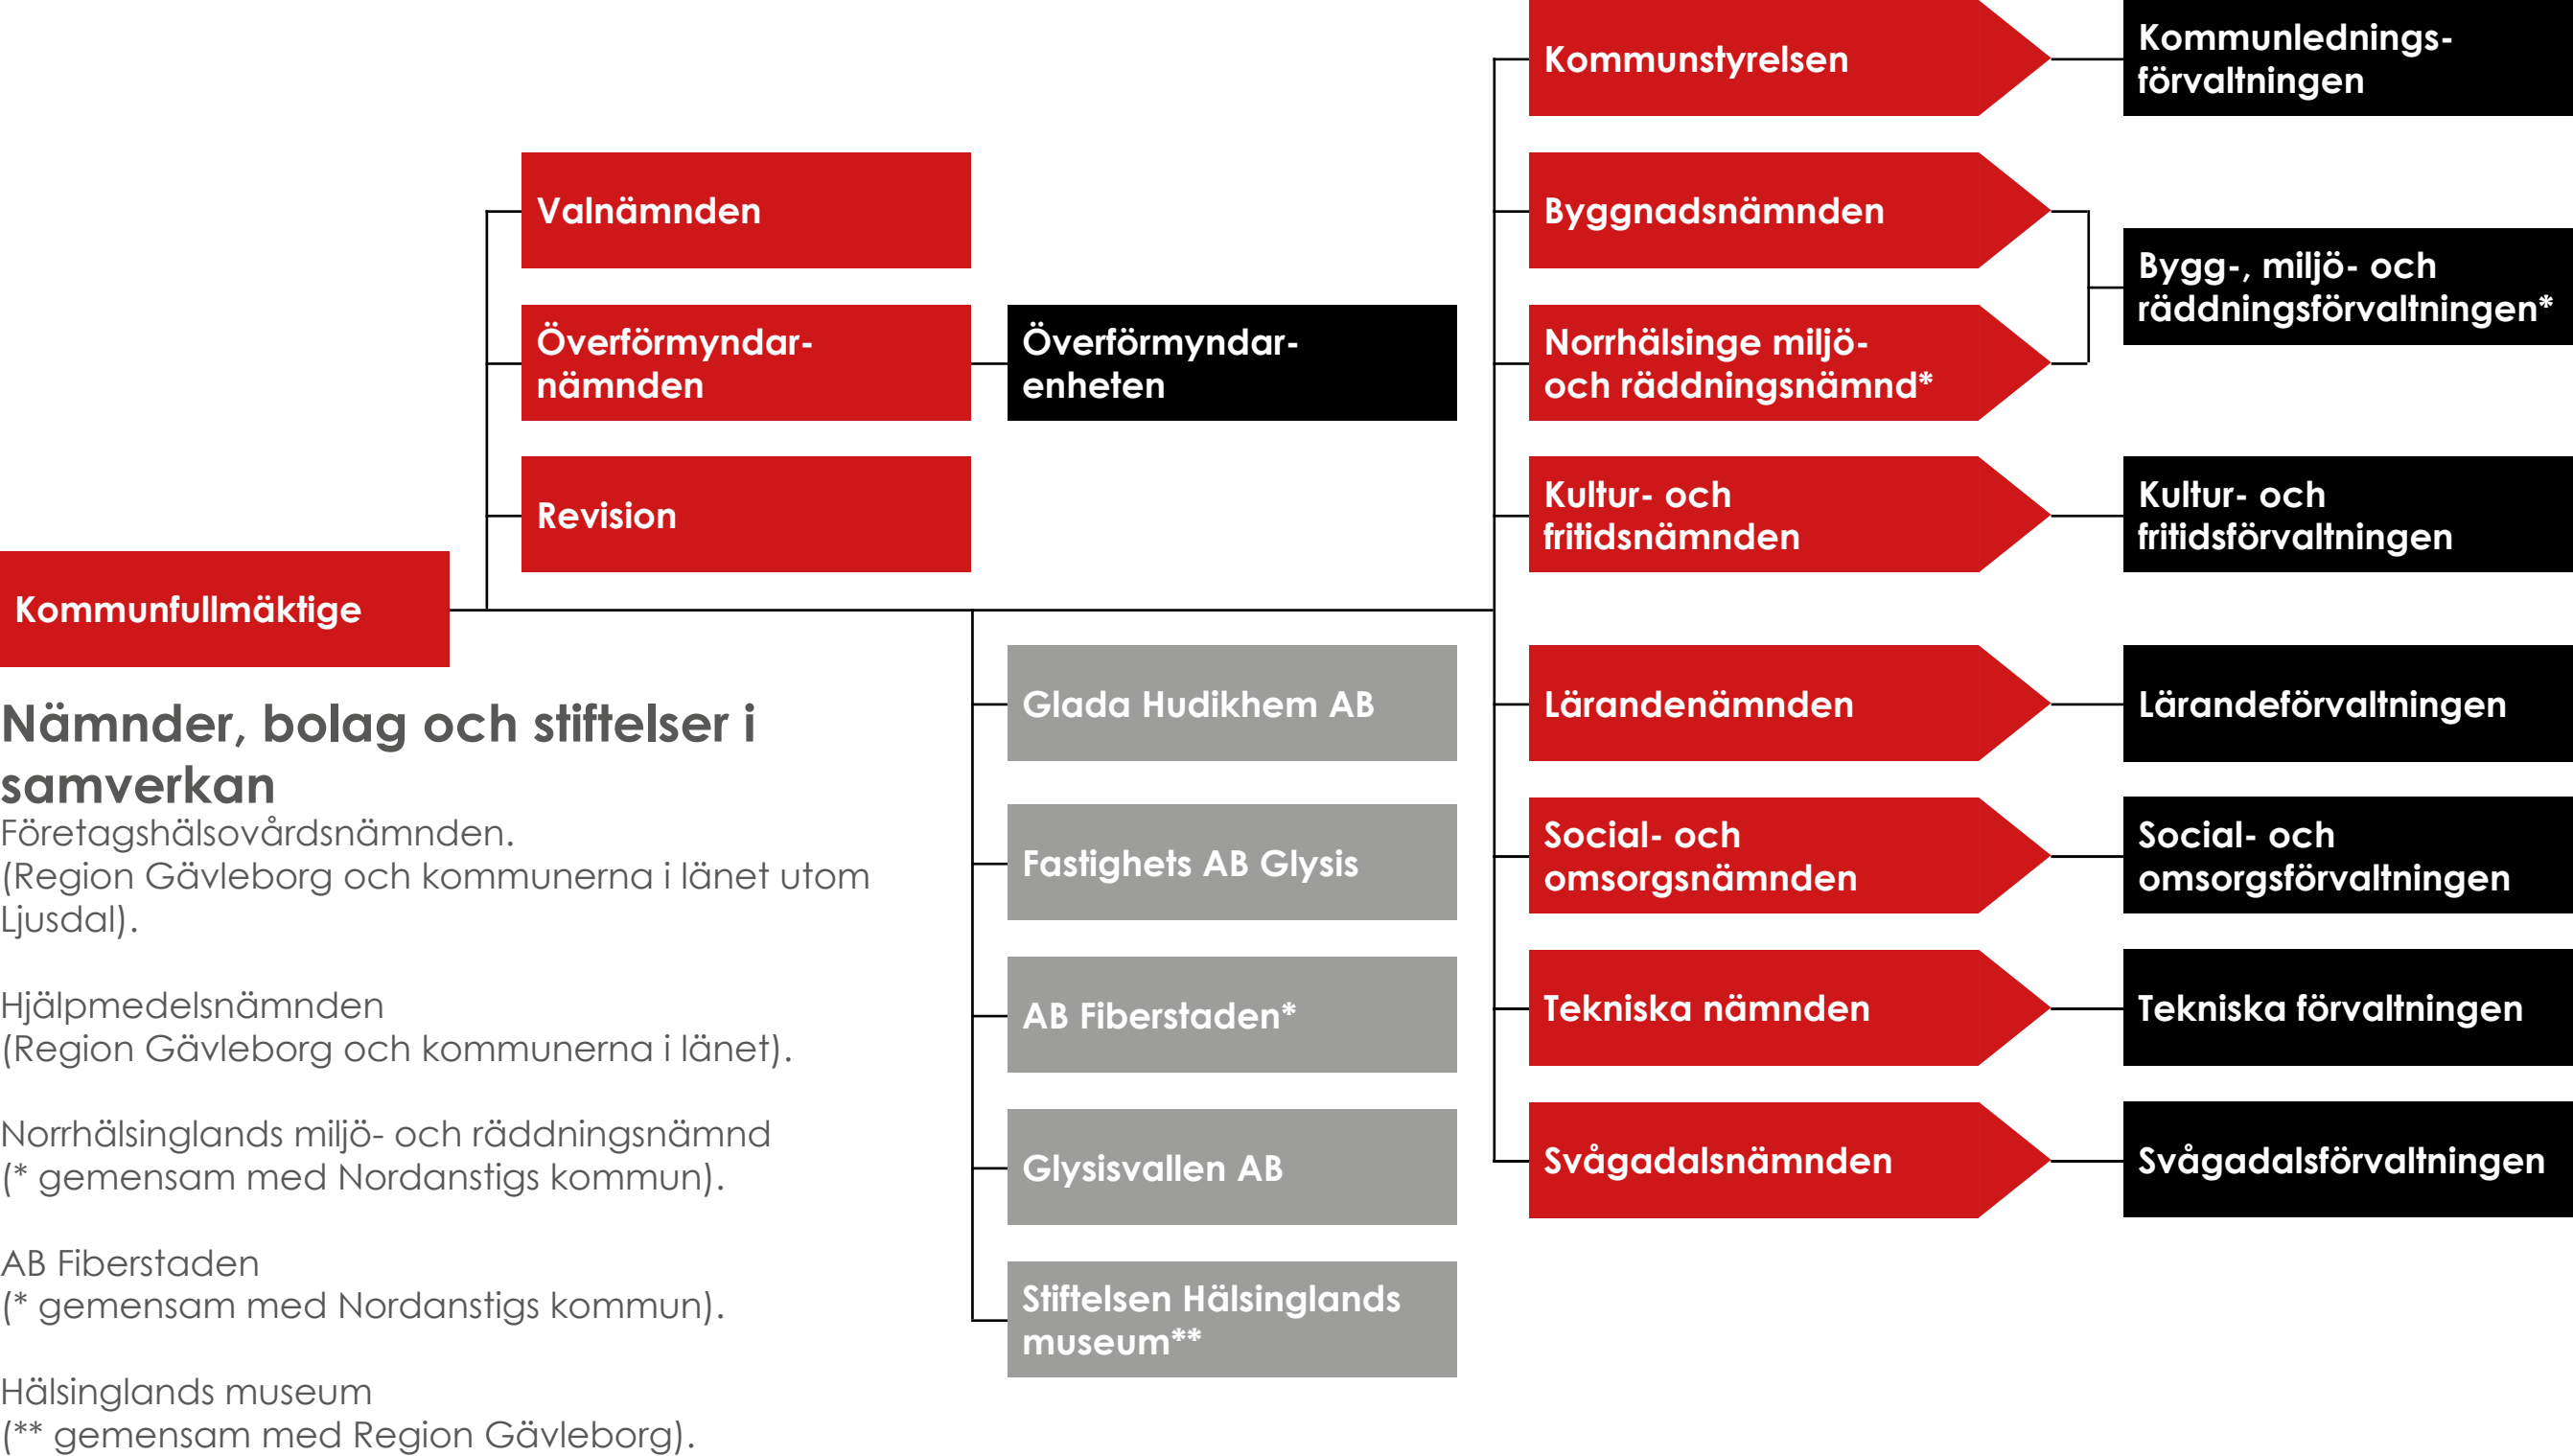 Kommunfullmäktige
Valnämnden
Överförmyndar-
nämnden
Revision
Överförmyndar-
enheten
Glada Hudikhem AB
Fastighets AB Glysis
AB Fiberstaden*
Glysisvallen AB
Stiftelsen Hälsinglands
museum**
Kommunstyrelsen
Byggnadsnämnden
Norrhälsinge miljö-
och räddningsnämnd*
Kultur- och
fritidsnämnden
Lärandenämnden
Social- och
omsorgsnämnden
Tekniska nämnden
Svågadalsnämnden
Kommunlednings-
förvaltningen
Bygg-, miljö- och
räddningsförvaltningen*
Kultur- och
fritidsförvaltningen
Lärandeförvaltningen
Social- och
omsorgsförvaltningen
Tekniska förvaltningen
Svågadalsförvaltningen
Nämnder, bolag och stiftelser i
samverkan
Företagshälsovårdsnämnden.
(Region Gävleborg och kommunerna i länet utom
Ljusdal).
Hjälpmedelsnämnden
(Region Gävleborg och kommunerna i länet).
Norrhälsinglands miljö- och räddningsnämnd
(* gemensam med Nordanstigs kommun).
AB Fiberstaden
(* gemensam med Nordanstigs kommun).
Hälsinglands museum
(** gemensam med Region Gävleborg).